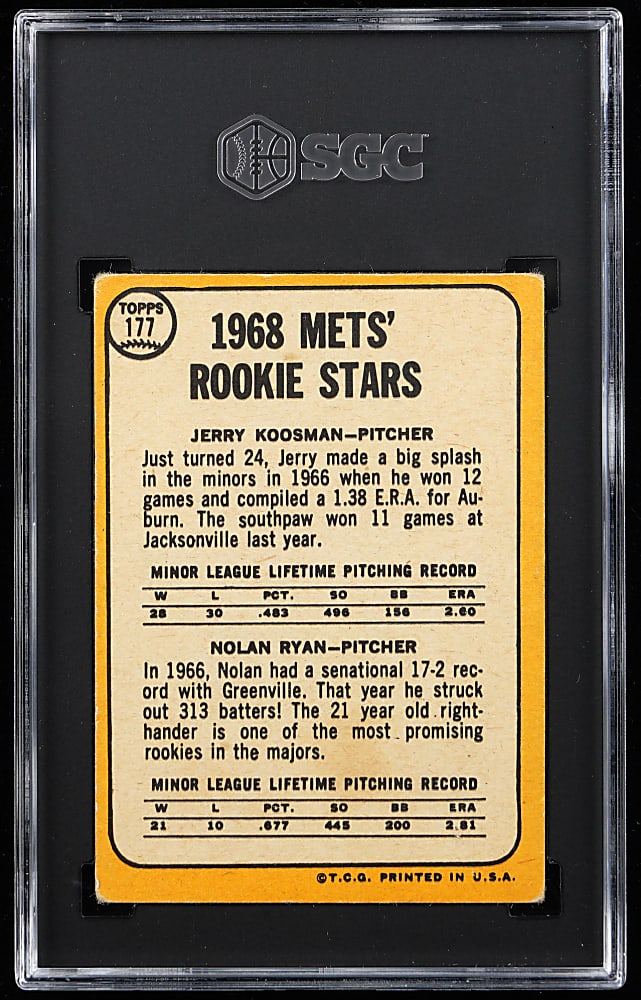 SGC
TOPPS
177
1968 METS'
ROOKIE STARS
JERRY KOOSMAN—PITCHER
Just turned 24, Jerry made a big splash
in the minors in 1966 when he won 12
games and compiled a 1.38 E.R.A. for Au-
burn. The southpaw won 11 games at
Jacksonville last year.
MINOR LEAGUE LIFETIME PITCHING RECORD
W L PCT. SO BB ERA
28 30 .483 496 156 2.60
NOLAN RYAN—PITCHER
In 1966, Nolan had a senational 17-2 rec-
ord with Greenville. That year he struck
out 313 batters! The 21 year old right-
hander is one of the most promising
rookies in the majors.
MINOR LEAGUE LIFETIME PITCHING RECORD
W L PCT. SO BB ERA
21 10 .677 445 200 2.81
©T.C.G. PRINTED IN U.S.A.